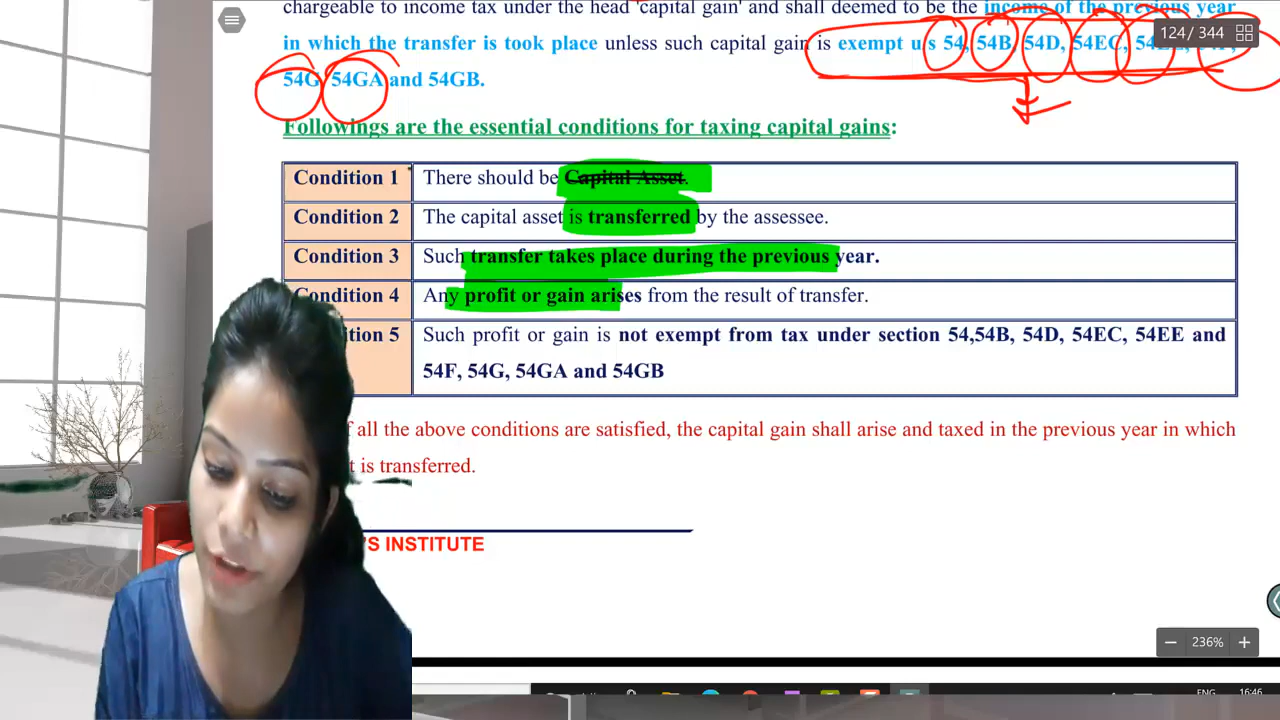 chargeable to income tax under the head 'capital gain' and shall deemed to be the income of the previous year
in which the transfer is took place unless such capital gain is exempt u/s 54, 54B, 54D, 54EC, 54EE, 54F,
54G, 54GA and 54GB.
Followings are the essential conditions for taxing capital gains:
Condition 1 There should be Capital Asset.
Condition 2 The capital asset is transferred by the assessee.
Condition 3 Such transfer takes place during the previous year.
Condition 4 Any profit or gain arises from the result of transfer.
5 Such profit or gain is not exempt from tax under section 54,54B, 54D, 54EC, 54EE and
54F, 54G, 54GA and 54GB
all the above conditions are satisfied, the capital gain shall arise and taxed in the previous year in which
is transferred.
'S INSTITUTE
124 / 344
236%
ENG
16:46